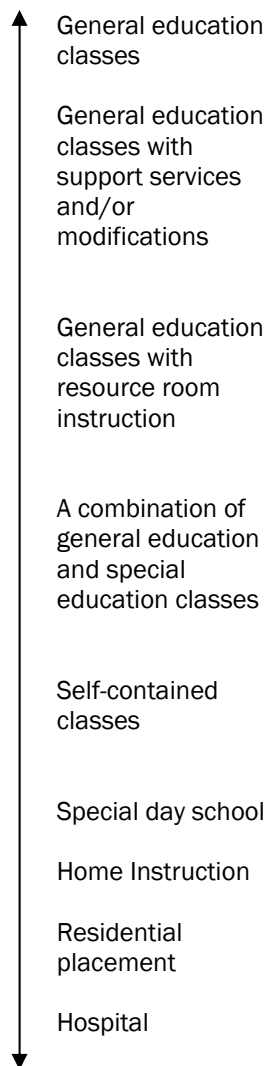 General education
classes
General education
classes with
support services
and/or
modifications
General education
classes with
resource room
instruction
A combination of
general education
and special
education classes
Self-contained
classes
Special day school
Home Instruction
Residential
placement
Hospital